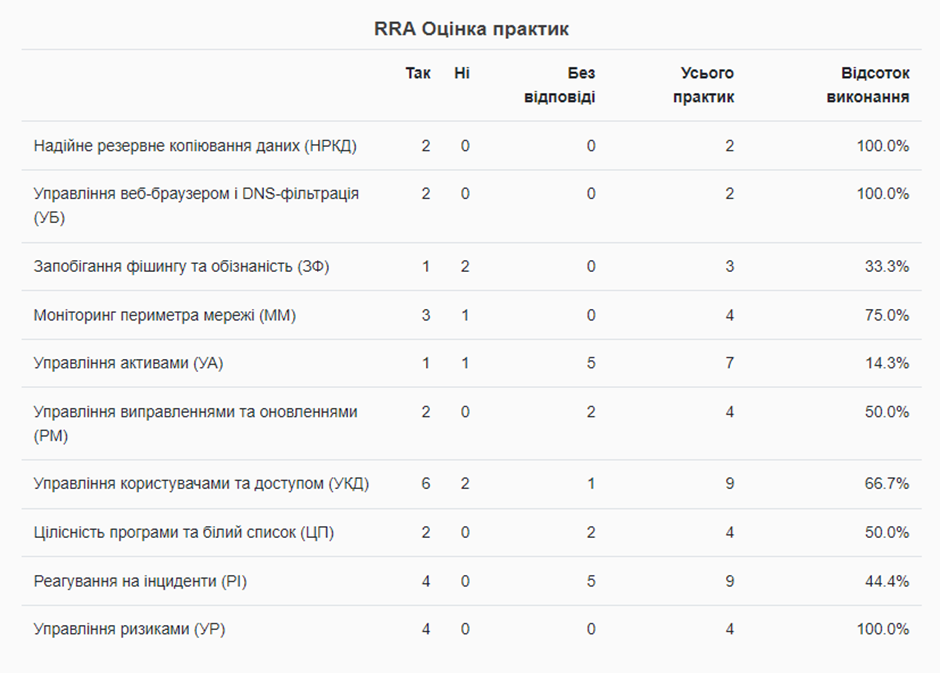 RRA Оцінка практик
Так Ні Без відповіді Усього практик Відсоток виконання
Надійне резервне копіювання даних (НРКД) 2 0 0 2 100.0%
Управління веб-браузером і DNS-фільтрація
(УБ) 2 0 0 2 100.0%
Запобігання фішингу та обізнаність (ЗФ) 1 2 0 3 33.3%
Моніторинг периметра мережі (ММ) 3 1 0 4 75.0%
Управління активами (УА) 1 1 5 7 14.3%
Управління виправленнями та оновленнями
(РМ) 2 0 2 4 50.0%
Управління користувачами та доступом (УКД) 6 2 1 9 66.7%
Цілісність програми та білий список (ЦП) 2 0 2 4 50.0%
Реагування на інциденти (РІ) 4 0 5 9 44.4%
Управління ризиками (УР) 4 0 0 4 100.0%